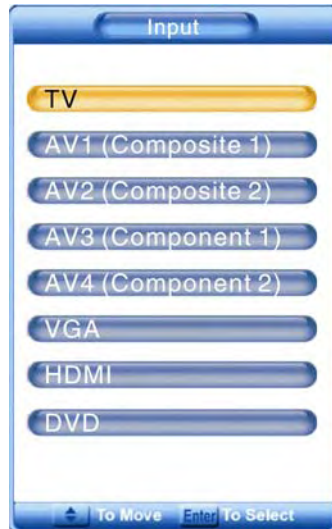 Input
TV
AV1 (Composite 1)
AV2 (Composite 2)
AV3 (Component 1)
AV4 (Component 2)
VGA
HDMI
DVD
To Move Enter To Select